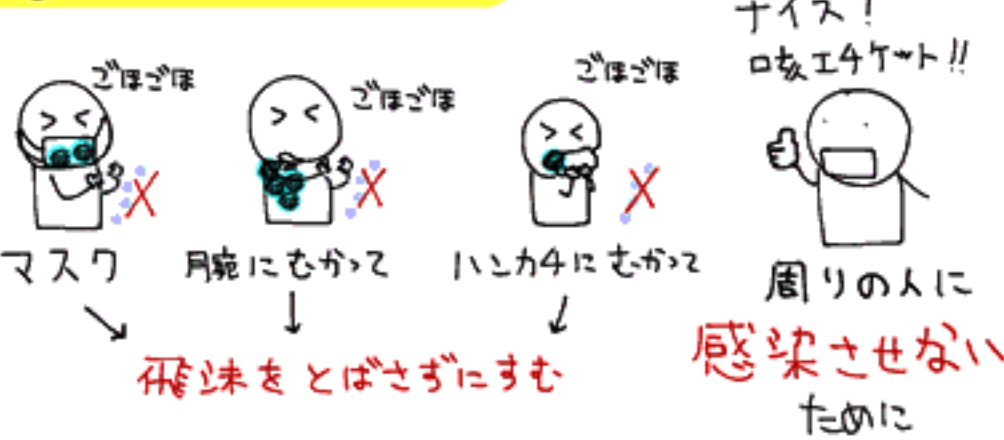 ごほごほ
マスク
ごほごほ
腕にむかって
ごほごほ
ハンカチにむかって
飛沫をとばさずにすむ
ナイス!
咳エチケット!!
周りの人に
感染させない
ために